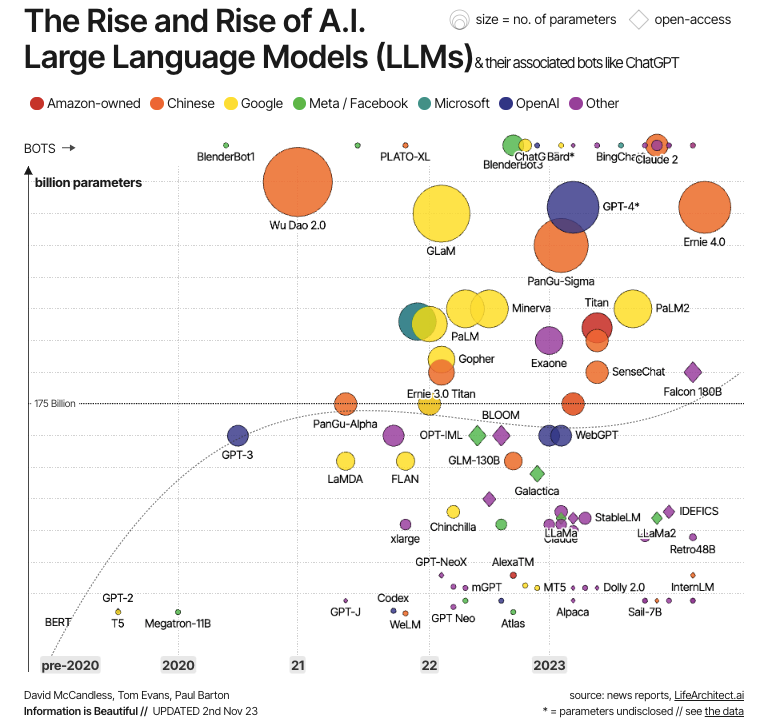 The Rise and Rise of A.I.
size = no. of parameters
open-access
Large Language Models (LLMs) & their associated bots like ChatGPT
Amazon-owned Chinese Google Meta / Facebook Microsoft OpenAI Other
BOTS →
BlenderBot1
PLATO-XL
BlenderBot3
ChatG
Bard*
BingChat
Claude 2
billion parameters
Wu Dao 2.0
GLaM
GPT-4*
Ernie 4.0
PanGu-Sigma
Minerva
Titan
PaLM2
PaLM
Gopher
Exaone
SenseChat
Ernie 3.0 Titan
Falcon 180B
175 Billion
PanGu-Alpha
BLOOM
GPT-3
OPT-IML
WebGPT
LaMDA
FLAN
GLM-130B
Galactica
xlarge
Chinchilla
StableLM
IDEFICS
LLaMa
Claude
LLaMa2
Retro48B
GPT-NeoX
AlexaTM
GPT-2
Codex
mGPT
MT5
Dolly 2.0
InternLM
BERT
T5
Megatron-11B
GPT-J
WeLM
GPT Neo
Atlas
Alpaca
Sail-7B
pre-2020 2020 21 22 2023
David McCandless, Tom Evans, Paul Barton
Information is Beautiful // UPDATED 2nd Nov 23
source: news reports, LifeArchitect.ai
* = parameters undisclosed // see the data